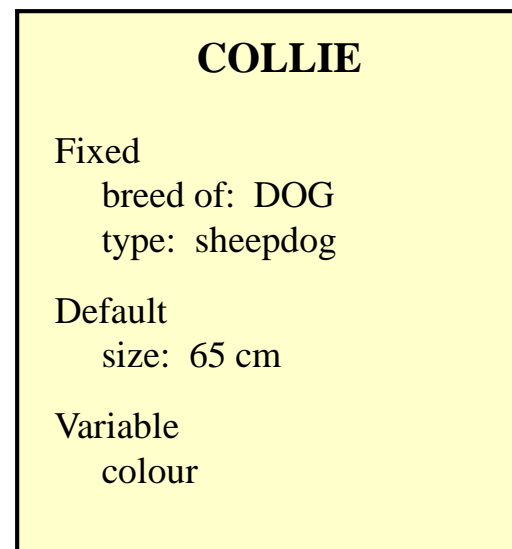 COLLIE
Fixed
breed of: DOG
type: sheepdog
Default
size: 65 cm
Variable
colour